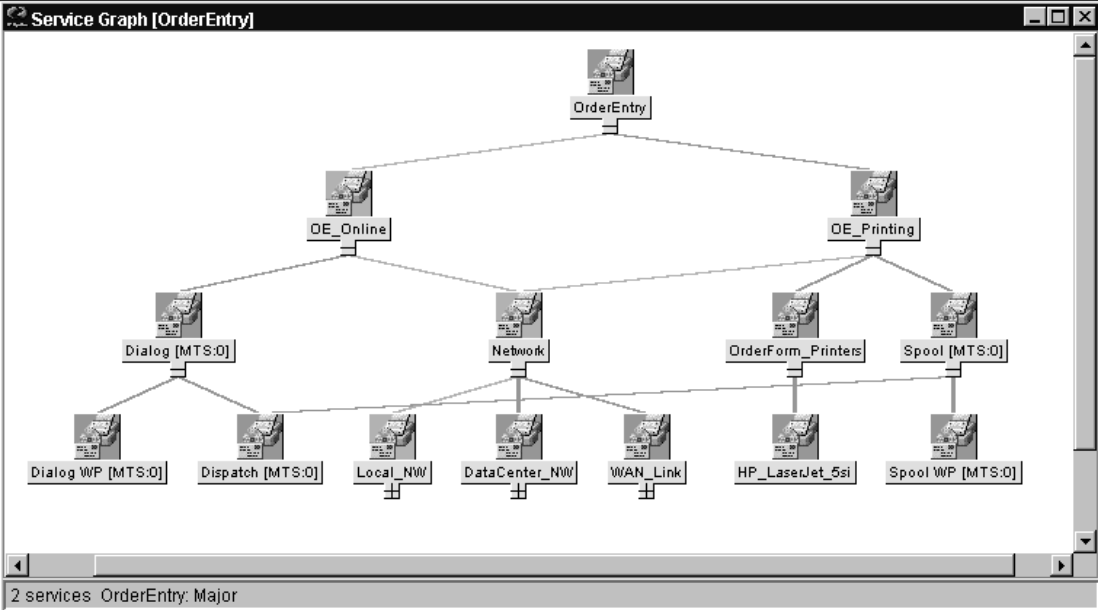 Service Graph [OrderEntry]
OrderEntry
OE_Online
OE_Printing
Dialog [MTS:0]
Network
OrderForm_Printers
Spool [MTS:0]
Dialog WP [MTS:0]
Dispatch [MTS:0]
Local_NW
DataCenter_NW
WAN_Link
HP_LaserJet_5si
Spool WP [MTS:0]
2 services OrderEntry: Major